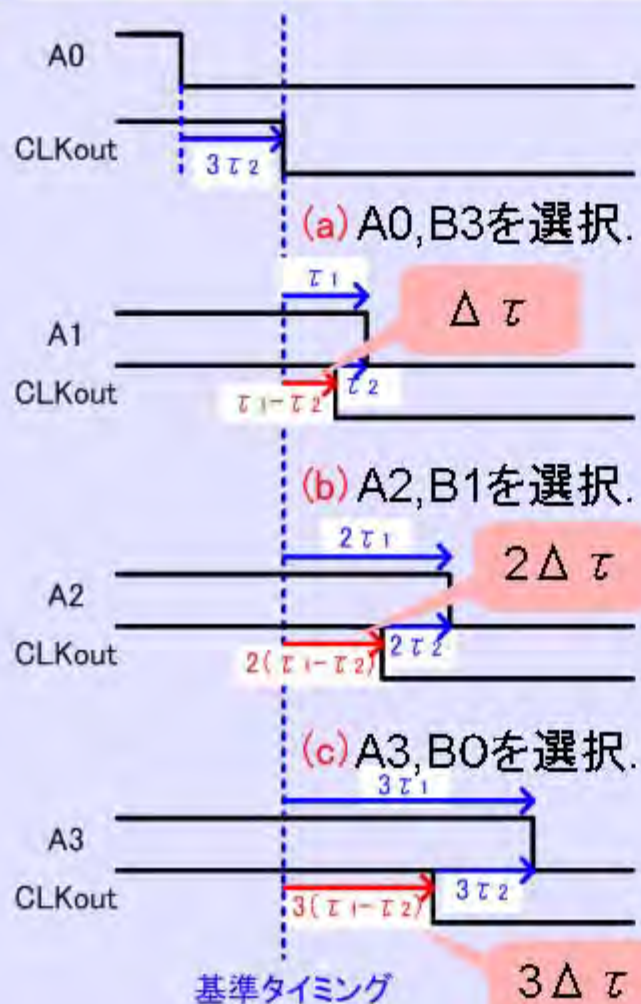 A0
CLKout
3τ2
(a) A0,B3を選択.
τ1
Δτ
A1
τ2
CLKout
τ1-τ2
(b) A2,B1を選択.
2τ1
2Δτ
A2
2τ2
CLKout
2(τ1-τ2)
(c) A3,B0を選択.
3τ1
A3
3τ2
CLKout
3(τ1-τ2)
3Δτ
基準タイミング